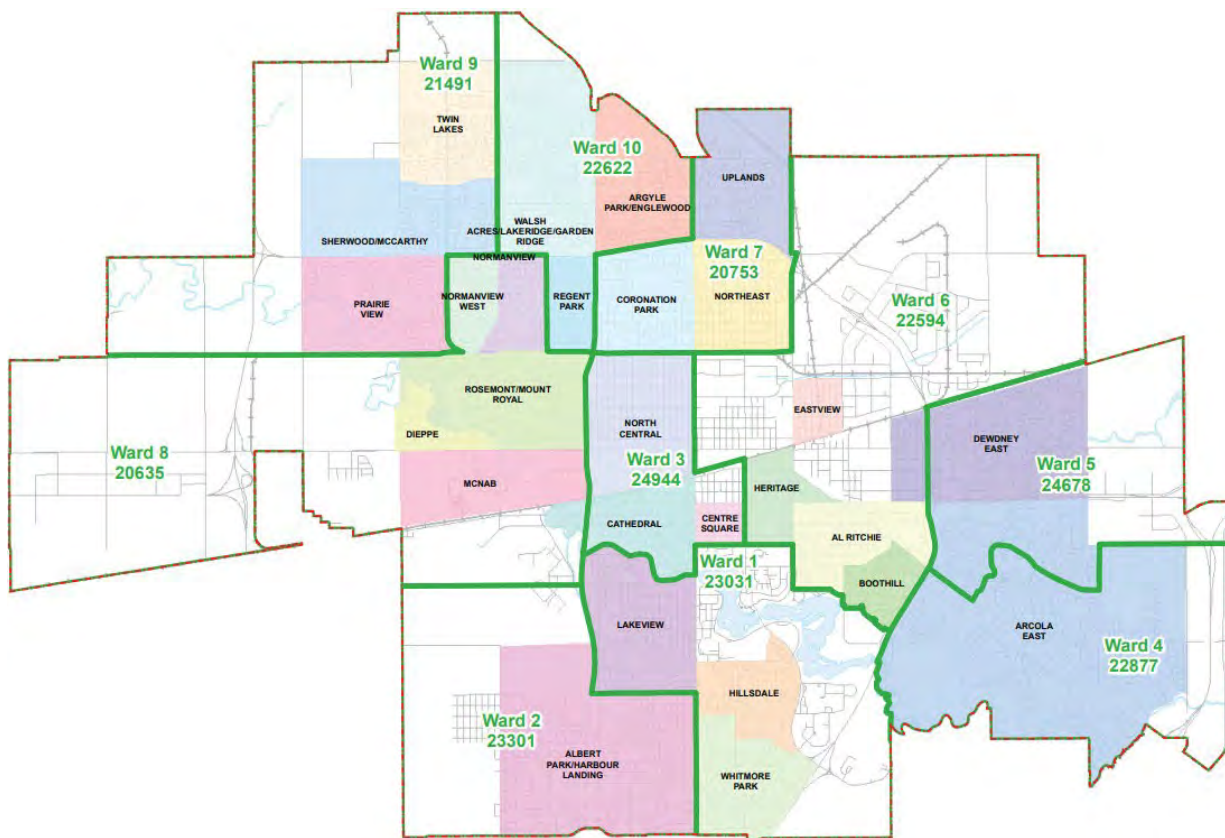 Ward 9
21491
TWIN
LAKES
Ward 10
22622
UPLANDS
ARGYLE
PARK/ENGLEWOOD
WALSH
ACRES/LAKERIDGE/GARDEN
RIDGE
SHERWOOD/MCCARTHY
NORMANVIEW
Ward 7
20753
PRAIRIE
VIEW
NORMANVIEW
WEST
REGENT
PARK
CORONATION
PARK
NORTHEAST
Ward 6
22594
ROSEMONT/MOUNT
ROYAL
EASTVIEW
DIEPPE
NORTH
CENTRAL
DEWDNEY
EAST
Ward 8
20635
MCNAB
Ward 3
24944
HERITAGE
Ward 5
24678
CATHEDRAL
CENTRE
SQUARE
AL RITCHIE
Ward 1
23031
BOOTHILL
LAKEVIEW
ARCOLA
EAST
Ward 4
22877
HILLSDALE
Ward 2
23301
ALBERT
PARK/HARBOUR
LANDING
WHITMORE
PARK